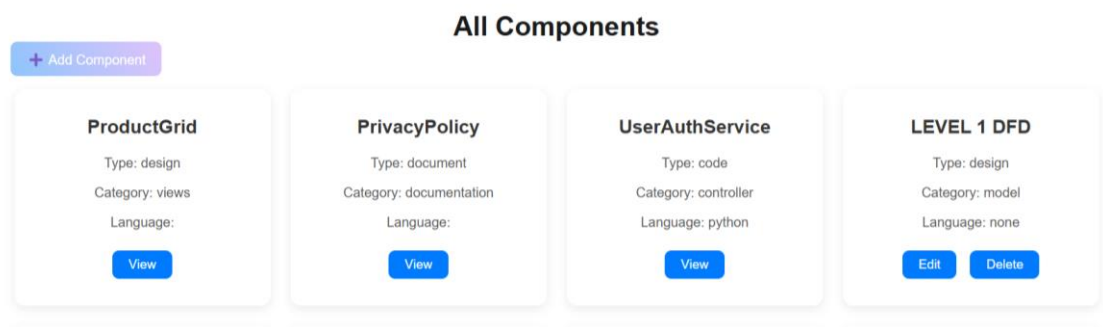 All Components
➕ Add Component
ProductGrid
Type: design
Category: views
Language:
View
PrivacyPolicy
Type: document
Category: documentation
Language:
View
UserAuthService
Type: code
Category: controller
Language: python
View
LEVEL 1 DFD
Type: design
Category: model
Language: none
Edit Delete